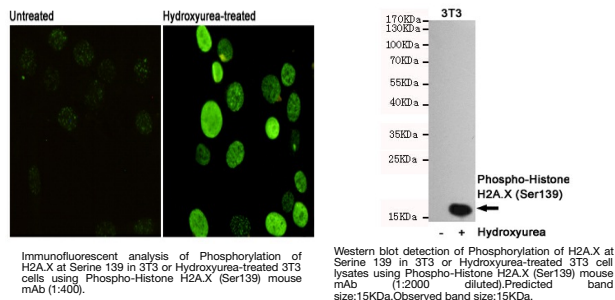 Untreated
Hydroxyurea-treated
Immunofluorescent analysis of Phosphorylation of
H2A.X at Serine 139 in 3T3 or Hydroxyurea-treated 3T3
cells using Phospho-Histone H2A.X (Ser139) mouse
mAb (1:400).
3T3
170KDa
130KDa
100KDa
70KDa
55KDa
40KDa
35KDa
25KDa
15KDa
Phospho-Histone
H2A.X (Ser139)
- + Hydroxyurea
Western blot detection of Phosphorylation of H2A.X at
Serine 139 in 3T3 or Hydroxyurea-treated 3T3 cell
lysates using Phospho-Histone H2A.X (Ser139) mouse
mAb (1:2000 diluted).Predicted band
size:15KDa.Observed band size:15KDa.